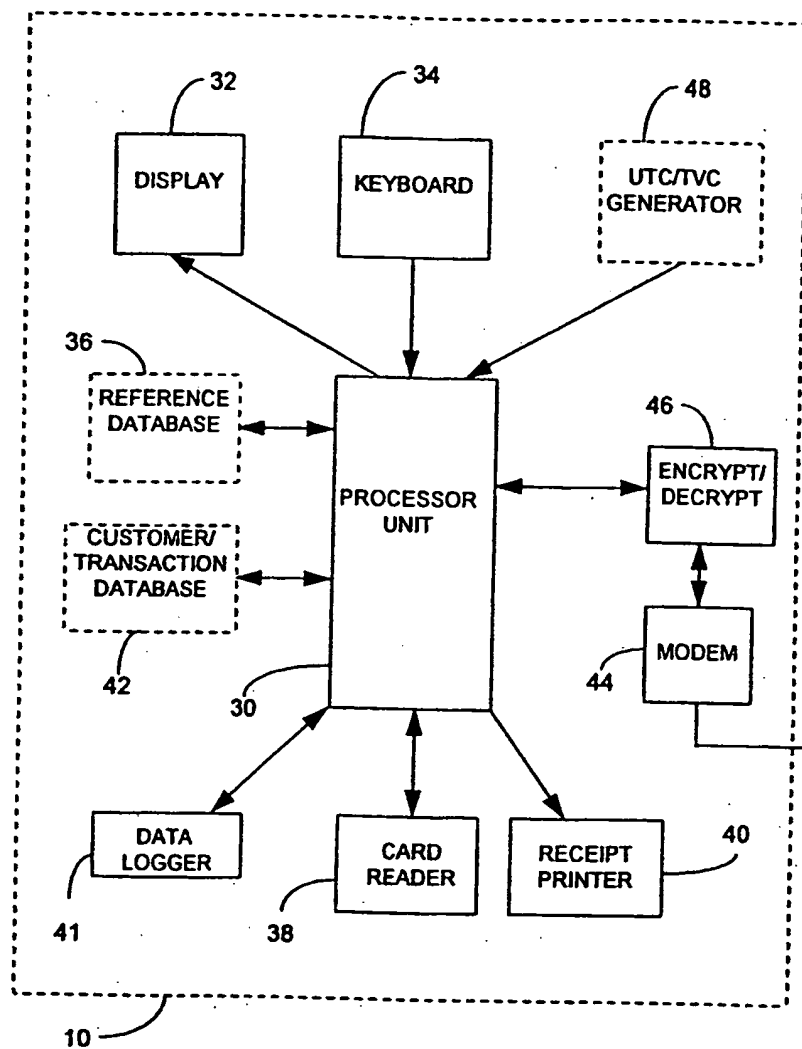 32
34
48
DISPLAY
KEYBOARD
UTC/TVC
GENERATOR
36
REFERENCE
DATABASE
46
ENCRYPT/
DECRYPT
PROCESSOR
UNIT
CUSTOMER/
TRANSACTION
DATABASE
42
30
MODEM
44
DATA
LOGGER
41
CARD
READER
38
RECEIPT
PRINTER
40
10